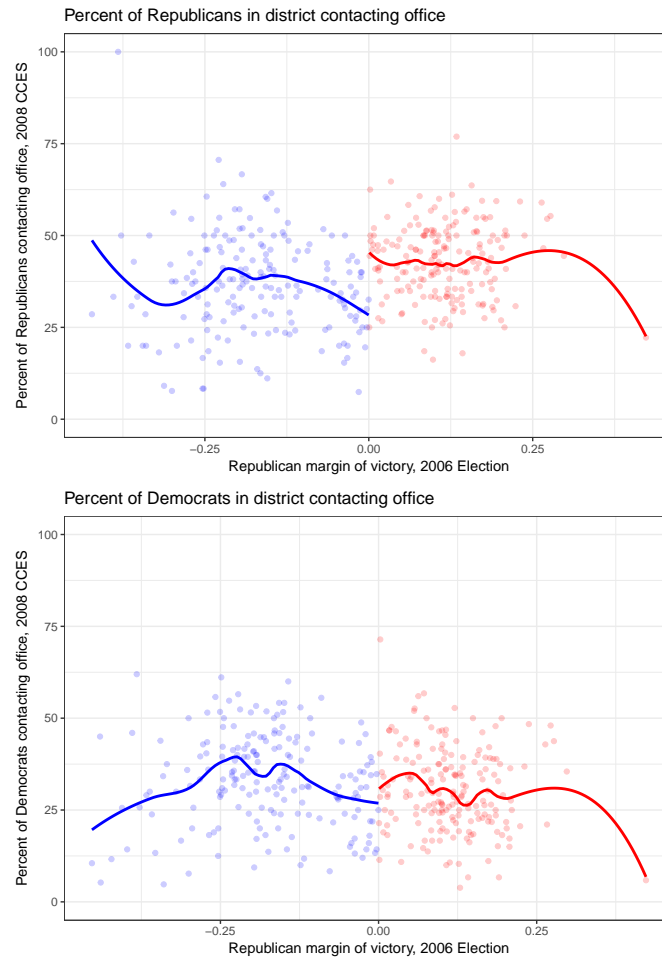 Percent of Republicans in district contacting office
Percent of Republicans contacting office, 2008 CCES
100
75
50
25
0
−0.25
0.00
0.25
Republican margin of victory, 2006 Election
Percent of Democrats in district contacting office
Percent of Democrats contacting office, 2008 CCES
100
75
50
25
0
−0.25
0.00
0.25
Republican margin of victory, 2006 Election